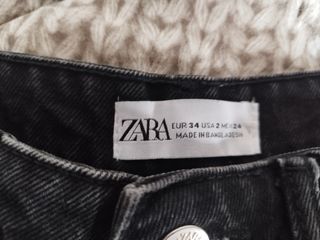 ZARA
EUR 34 USA 2 MEX 24
MADE IN BANGLADESH